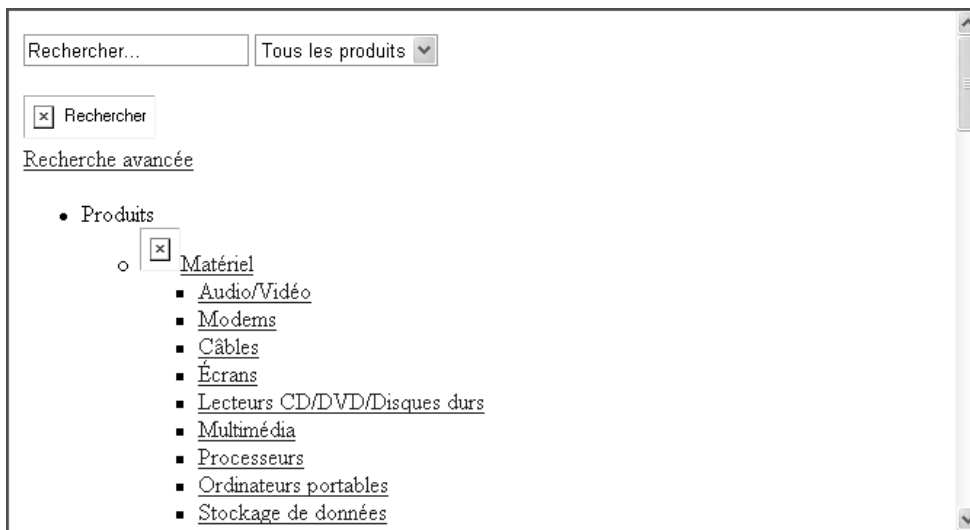 Rechercher... Tous les produits
Rechercher
Recherche avancée
Produits
Matériel
Audio/Vidéo
Modems
Câbles
Écrans
Lecteurs CD/DVD/Disques durs
Multimédia
Processeurs
Ordinateurs portables
Stockage de données